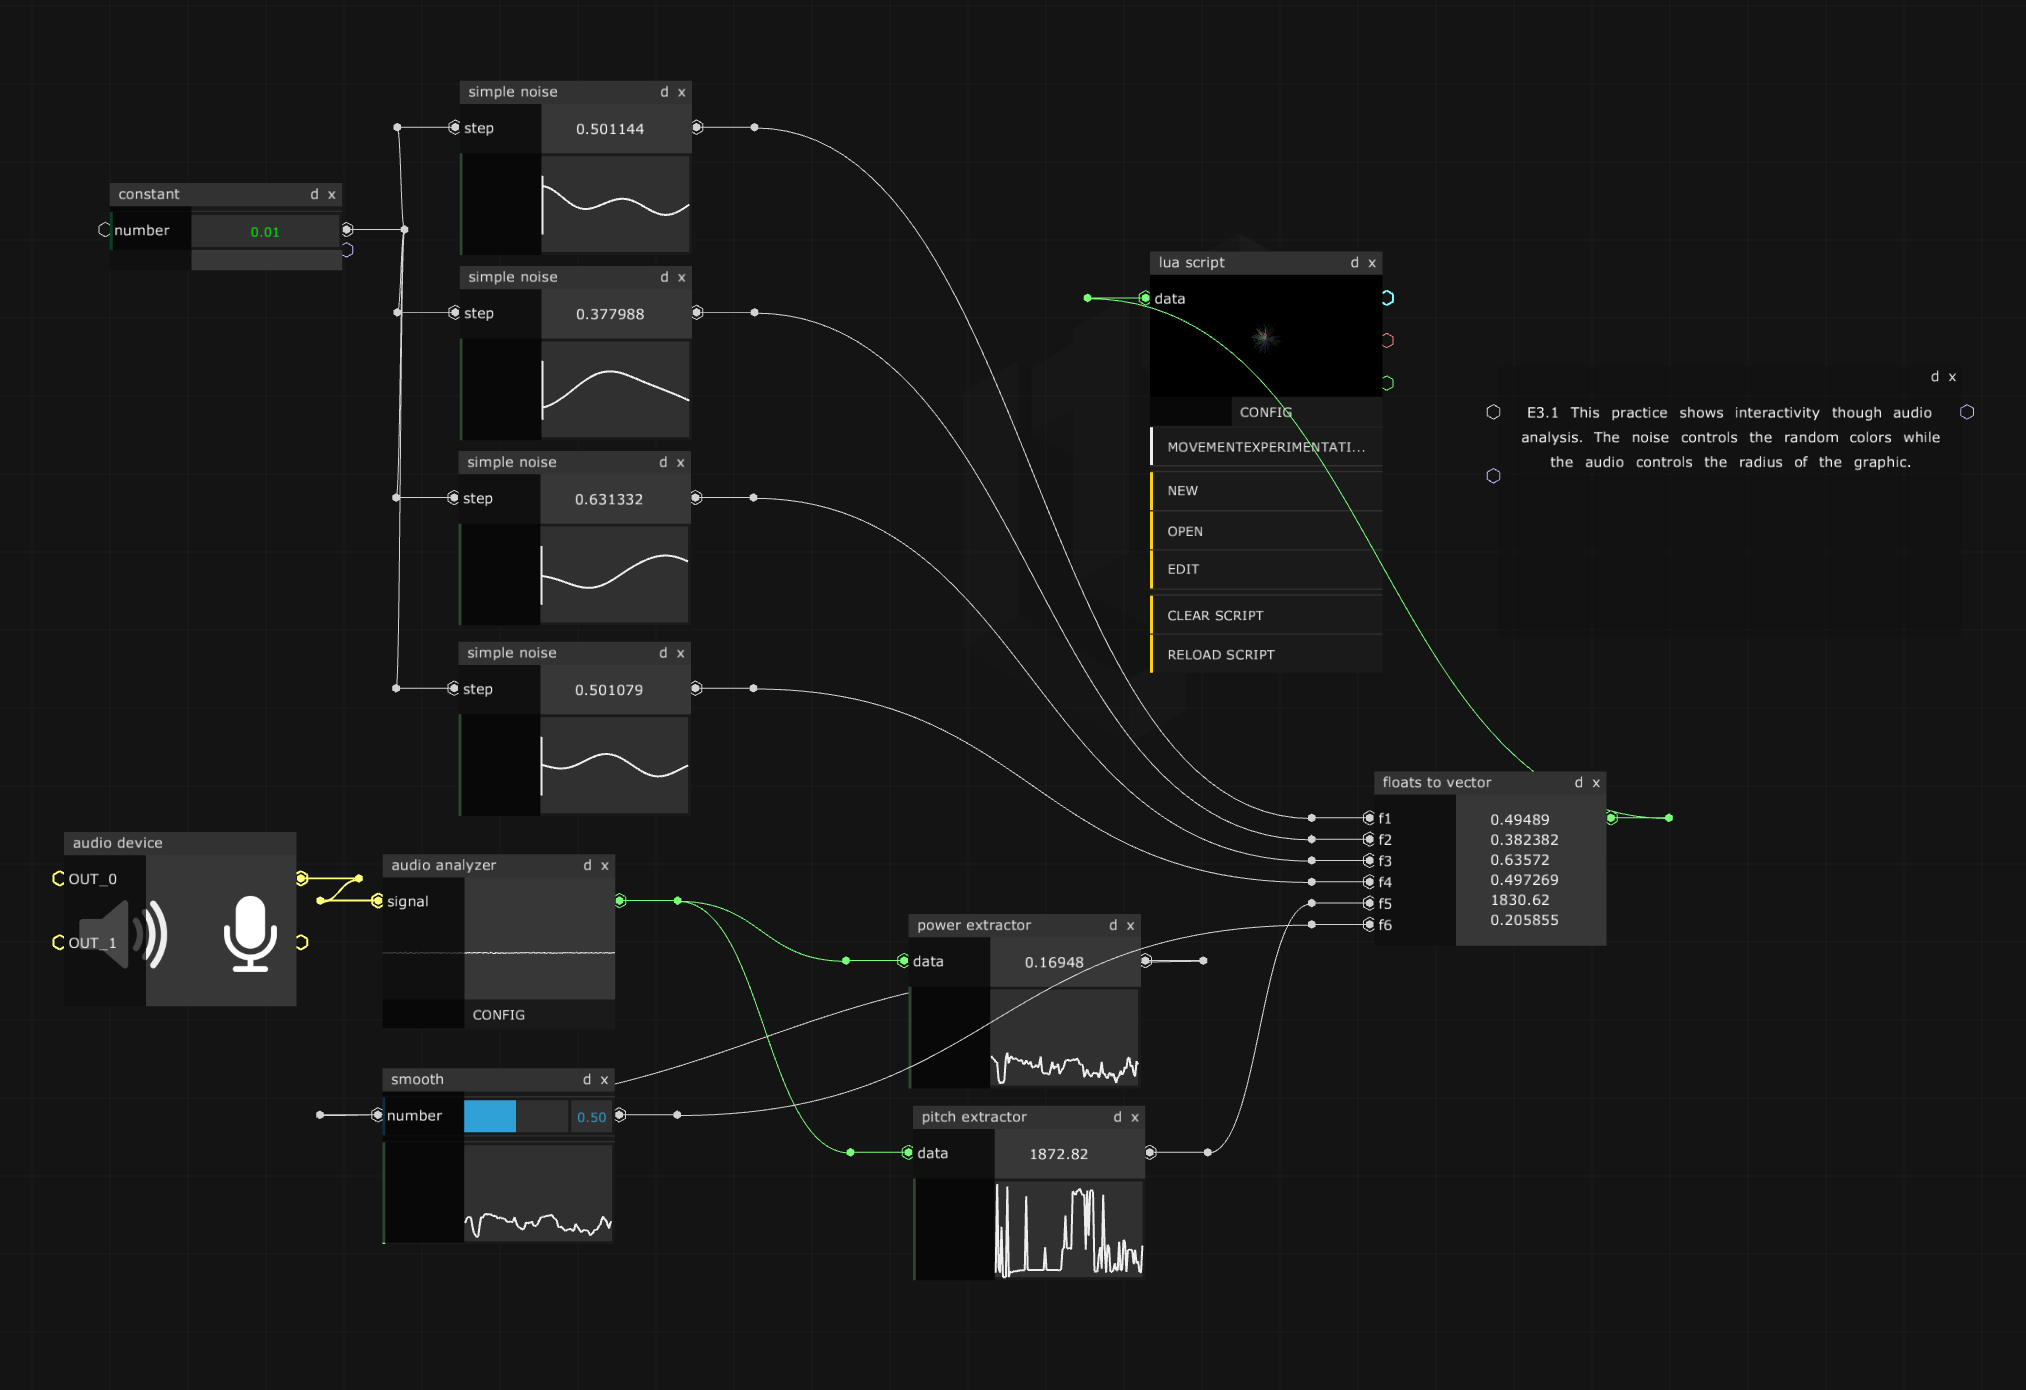 simple noise d x
step 0.501144
constant d x
number 0.01
simple noise d x
step 0.377988
lua script d x
data
CONFIG
MOVEMENTEXPERIMENTATI...
NEW
OPEN
EDIT
CLEAR SCRIPT
RELOAD SCRIPT
d x
E3.1 This practice shows interactivity though audio
analysis. The noise controls the random colors while
the audio controls the radius of the graphic.
simple noise d x
step 0.631332
simple noise d x
step 0.501079
floats to vector d x
f1 0.49489
f2 0.382382
f3 0.63572
f4 0.497269
f5 1830.62
f6 0.205855
audio device
OUT_0
OUT_1
audio analyzer d x
signal
CONFIG
power extractor d x
data 0.16948
smooth d x
number 0.50
pitch extractor d x
data 1872.82